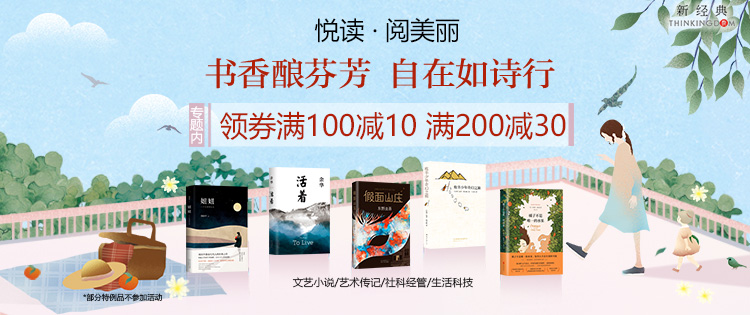 新经典
THINKINGDOM
悦读·阅美丽
书香酿芬芳 自在如诗行
专题内
领券满100减10 满200减30
姐姐
余华
活着
To Live
假面山庄
文艺小说/艺术传记/社科经管/生活科技
*部分特例品不参加活动